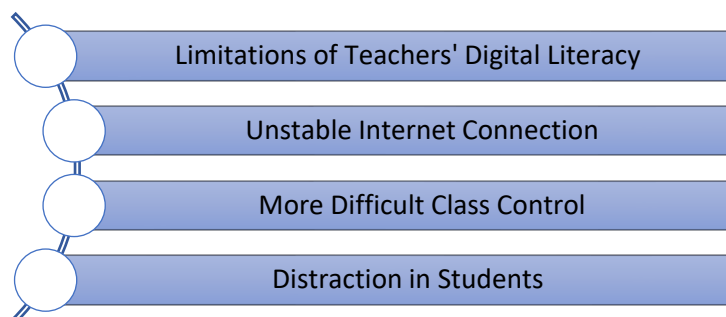 Limitations of Teachers' Digital Literacy
Unstable Internet Connection
More Difficult Class Control
Distraction in Students